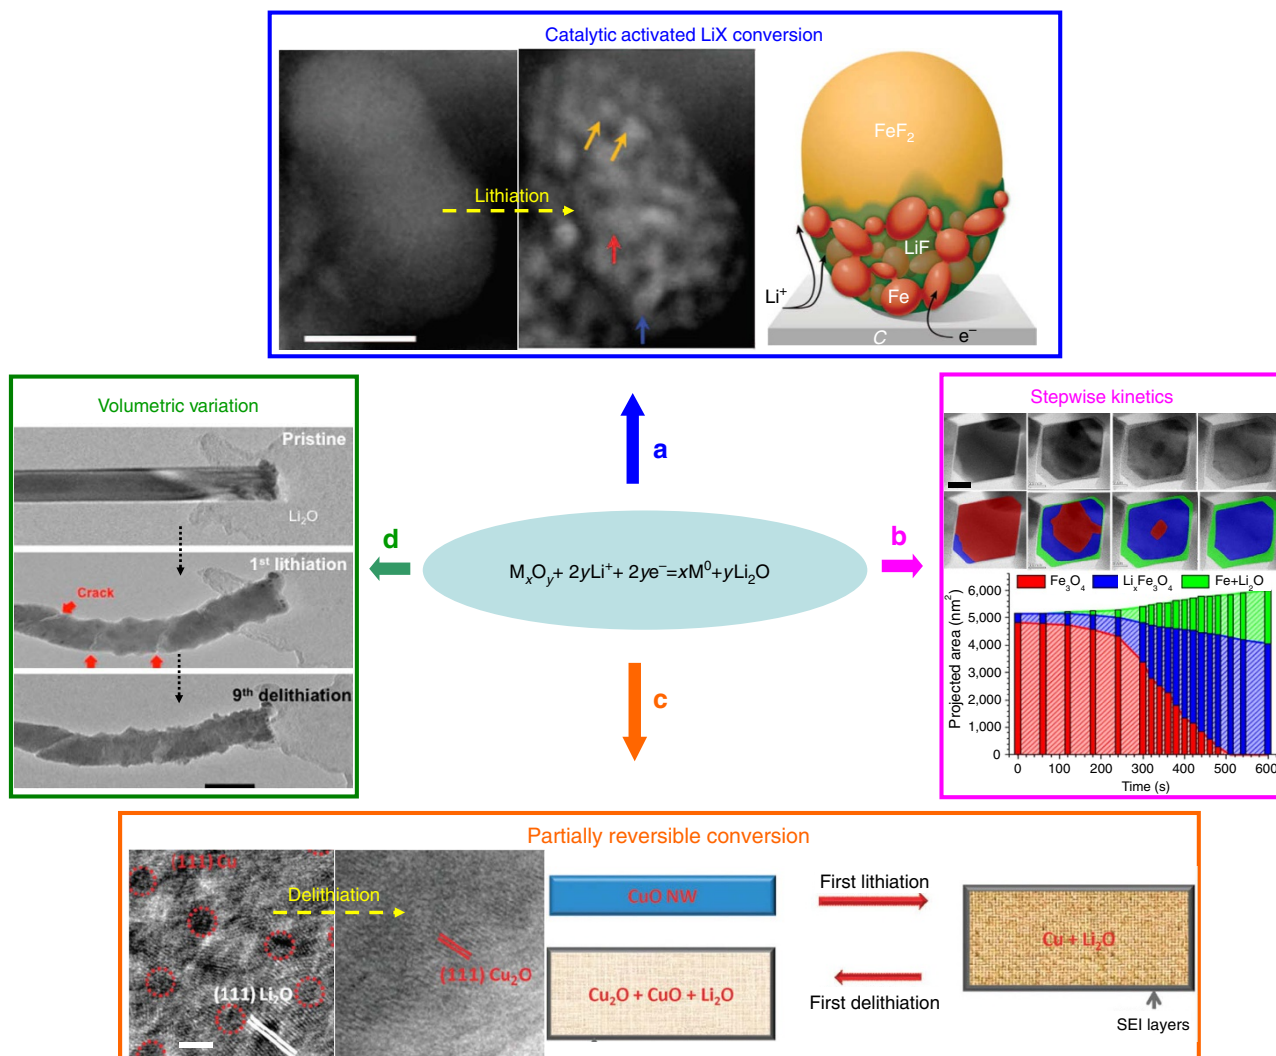 Catalytic activated LiX conversion
Lithiation
FeF₂
LiF
Fe
Li⁺
e⁻
C
Volumetric variation
Pristine
Li₂O
1ˢᵗ lithiation
Crack
9ᵗʰ delithiation
a
b
c
d
MₓO_y+ 2yLi⁺+ 2ye⁻=xM⁰+yLi₂O
Stepwise kinetics
Fe₃O₄ LiₓFe₃O₄ Fe+Li₂O
Projected area (nm²)
6,000
5,000
4,000
3,000
2,000
1,000
0
0 100 200 300 400 500 600
Time (s)
Partially reversible conversion
(111) Cu
Delithiation
(111) Li₂O
(111) Cu₂O
CuO NW
Cu₂O + CuO + Li₂O
First lithiation
First delithiation
Cu + Li₂O
SEI layers